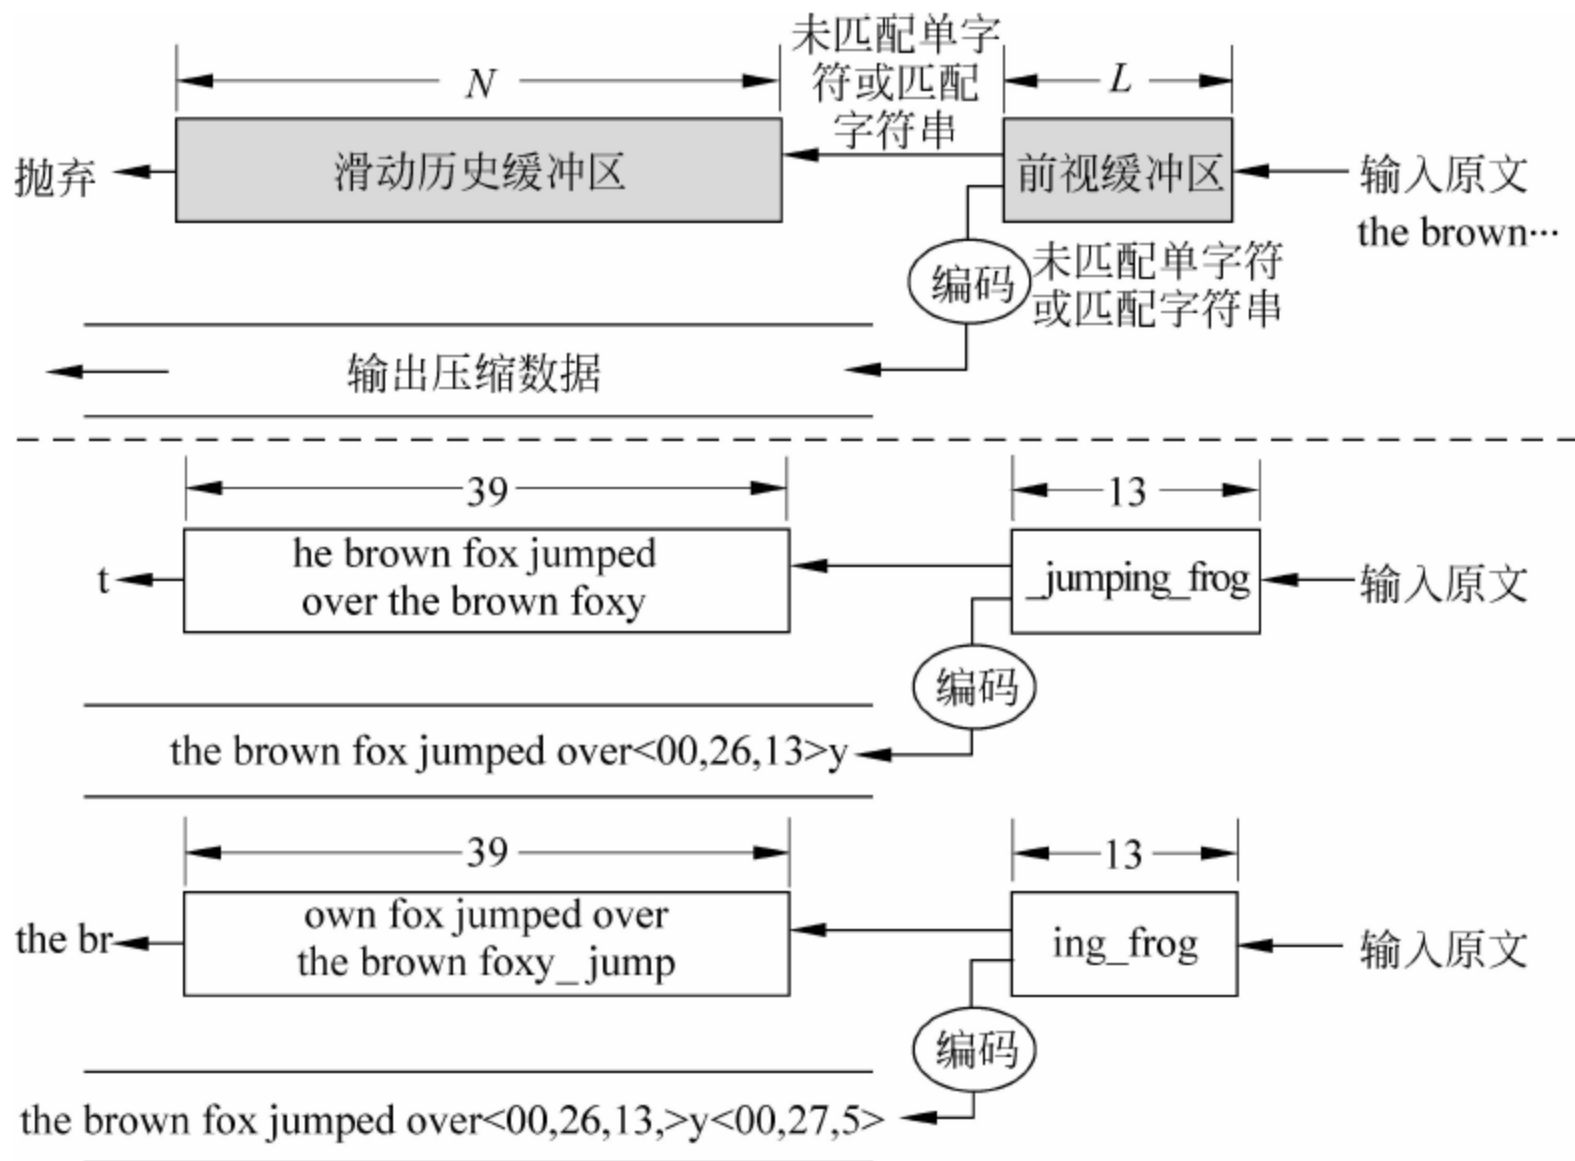 未匹配单字
符或匹配
字符串
N
L
抛弃
滑动历史缓冲区
前视缓冲区
输入原文
the brown···
编码
未匹配单字符
或匹配字符串
输出压缩数据
39
13
t
he brown fox jumped
over the brown foxy
_jumping_frog
输入原文
编码
the brown fox jumped over<00,26,13>y
39
13
the br
own fox jumped over
the brown foxy_ jump
ing_frog
输入原文
编码
the brown fox jumped over<00,26,13,>y<00,27,5>